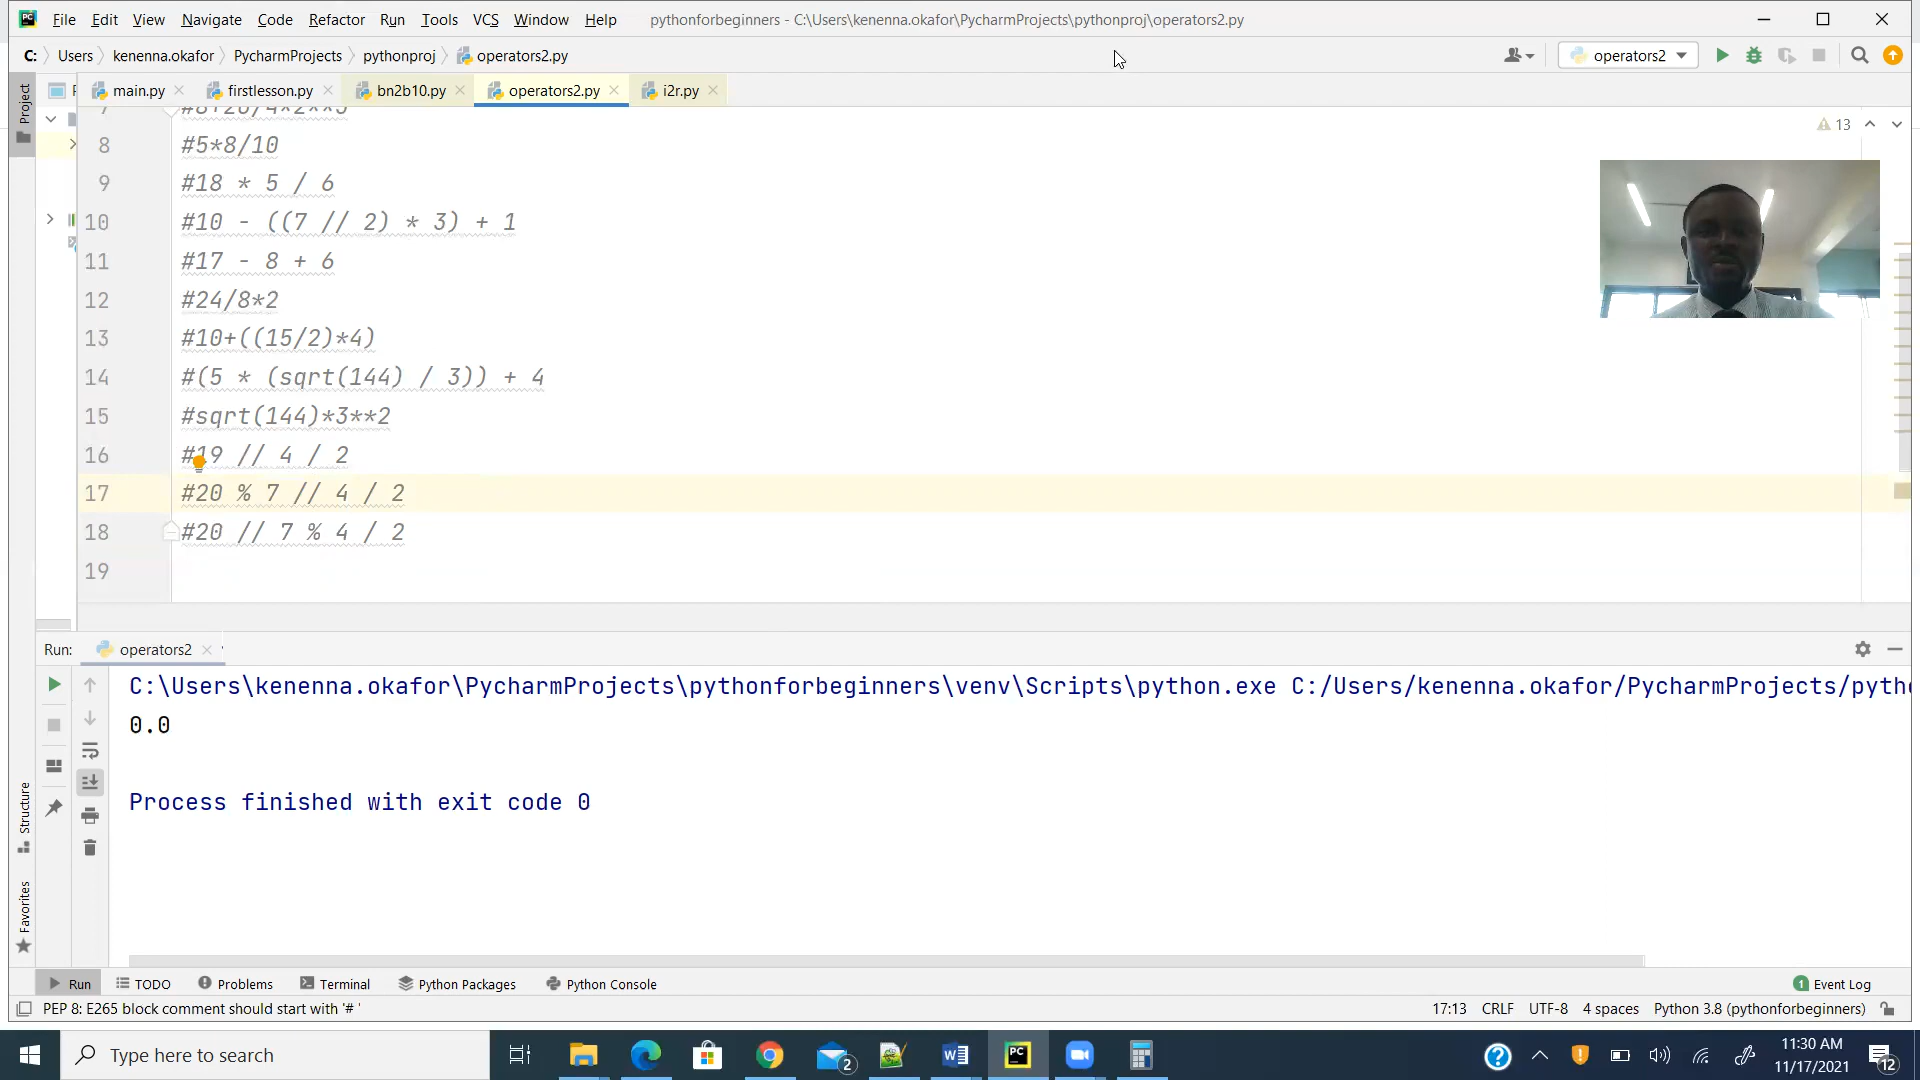 File Edit View Navigate Code Refactor Run Tools VCS Window Help pythonforbeginners - C:\Users\kenenna.okafor\PycharmProjects\pythonproj\operators2.py
C: Users kenenna.okafor PycharmProjects pythonproj operators2.py operators2
Project
main.py firstlesson.py bn2b10.py operators2.py i2r.py
13
8 #5*8/10
9 #18 * 5 / 6
10 #10 - ((7 // 2) * 3) + 1
11 #17 - 8 + 6
12 #24/8*2
13 #10+((15/2)*4)
14 #(5 * (sqrt(144) / 3)) + 4
15 #sqrt(144)*3**2
16 #19 // 4 / 2
17 #20 % 7 // 4 / 2
18 #20 // 7 % 4 / 2
19
Run: operators2
C:\Users\kenenna.okafor\PycharmProjects\pythonforbeginners\venv\Scripts\python.exe C:/Users/kenenna.okafor/PycharmProjects/pytho
0.0
Process finished with exit code 0
Structure
Favorites
Run TODO Problems Terminal Python Packages Python Console 1 Event Log
PEP 8: E265 block comment should start with '# ' 17:13 CRLF UTF-8 4 spaces Python 3.8 (pythonforbeginners)
Type here to search 2 PC 11:30 AM
11/17/2021 12